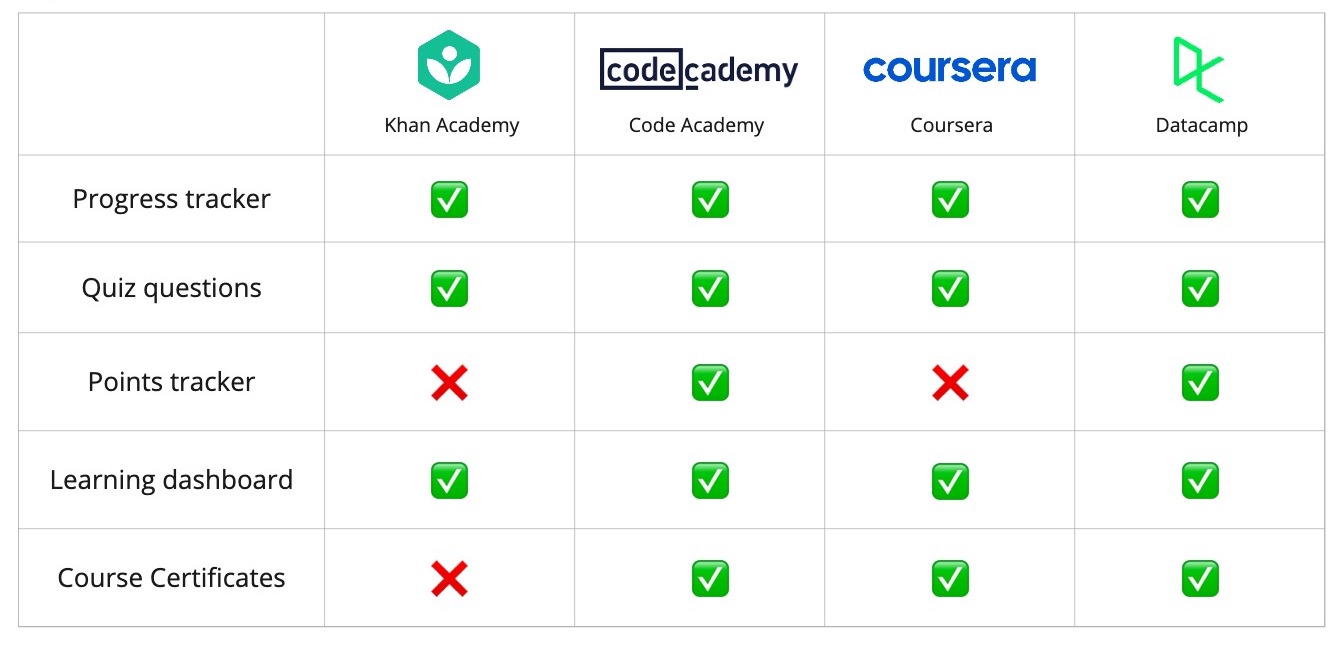 codecademy
coursera
Khan Academy
Code Academy
Coursera
Datacamp
Progress tracker
✅ ✅ ✅ ✅
Quiz questions
✅ ✅ ✅ ✅
Points tracker
❌ ✅ ❌ ✅
Learning dashboard
✅ ✅ ✅ ✅
Course Certificates
❌ ✅ ✅ ✅